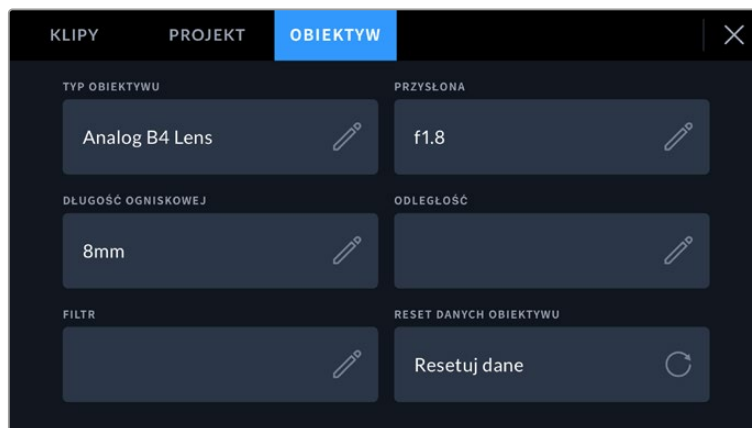 KLIPY PROJEKT OBIEKTYW
TYP OBIEKTYWU
Analog B4 Lens
PRZYSŁONA
f1.8
DŁUGOŚĆ OGNISKOWEJ
8mm
ODLEGŁOŚĆ
FILTR
RESET DANYCH OBIEKTYWU
Resetuj dane